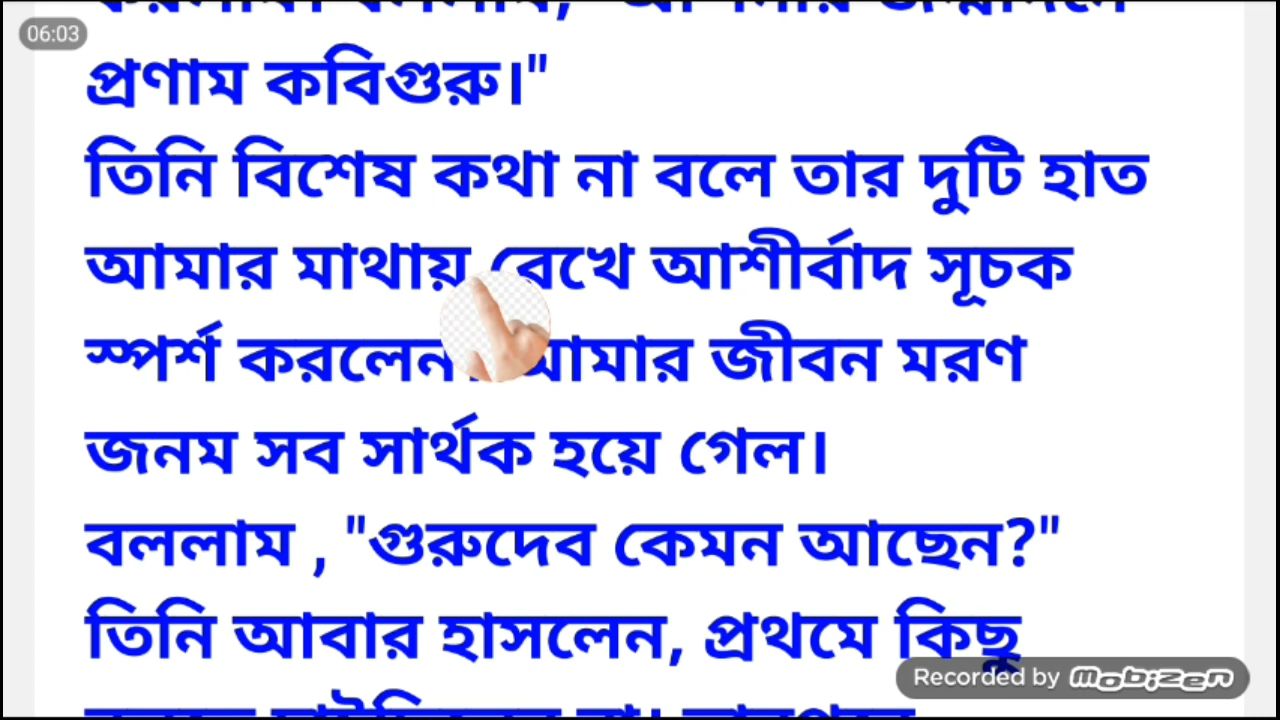 06:03
প্রণাম কবিগুরু।"
তিনি বিশেষ কথা না বলে তার দুটি হাত
আমার মাথায় রেখে আশীর্বাদ সূচক
স্পর্শ করলেন। আমার জীবন মরণ
জনম সব সার্থক হয়ে গেল।
বললাম , "গুরুদেব কেমন আছেন?"
তিনি আবার হাসলেন, প্রথমে কিছু
Recorded by mobizen